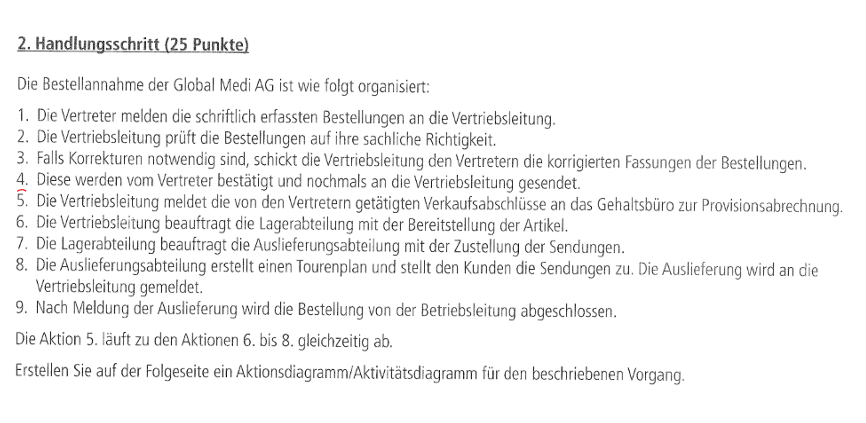 2. Handlungsschritt (25 Punkte)
Die Bestellannahme der Global Medi AG ist wie folgt organisiert:
1. Die Vertreter melden die schriftlich erfassten Bestellungen an die Vertriebsleitung.
2. Die Vertriebsleitung prüft die Bestellungen auf ihre sachliche Richtigkeit.
3. Falls Korrekturen notwendig sind, schickt die Vertriebsleitung den Vertretern die korrigierten Fassungen der Bestellungen.
4. Diese werden vom Vertreter bestätigt und nochmals an die Vertriebsleitung gesendet.
5. Die Vertriebsleitung meldet die von den Vertretern getätigten Verkaufsabschlüsse an das Gehaltsbüro zur Provisionsabrechnung.
6. Die Vertriebsleitung beauftragt die Lagerabteilung mit der Bereitstellung der Artikel.
7. Die Lagerabteilung beauftragt die Auslieferungsabteilung mit der Zustellung der Sendungen.
8. Die Auslieferungsabteilung erstellt einen Tourenplan und stellt den Kunden die Sendungen zu. Die Auslieferung wird an die
Vertriebsleitung gemeldet.
9. Nach Meldung der Auslieferung wird die Bestellung von der Betriebsleitung abgeschlossen.
Die Aktion 5. läuft zu den Aktionen 6. bis 8. gleichzeitig ab.
Erstellen Sie auf der Folgeseite ein Aktionsdiagramm/Aktivitätsdiagramm für den beschriebenen Vorgang.